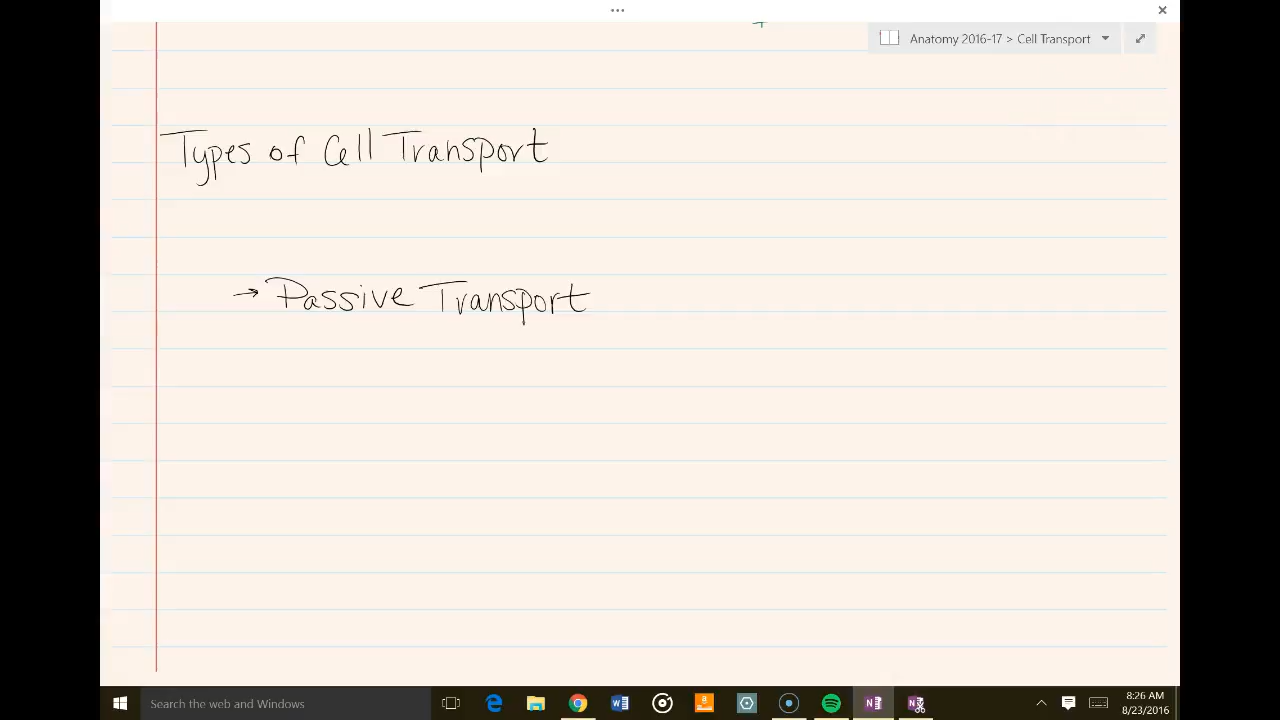 Anatomy 2016-17 > Cell Transport
Types of Cell Transport
→ Passive Transport
Search the web and Windows
8:26 AM
8/23/2016